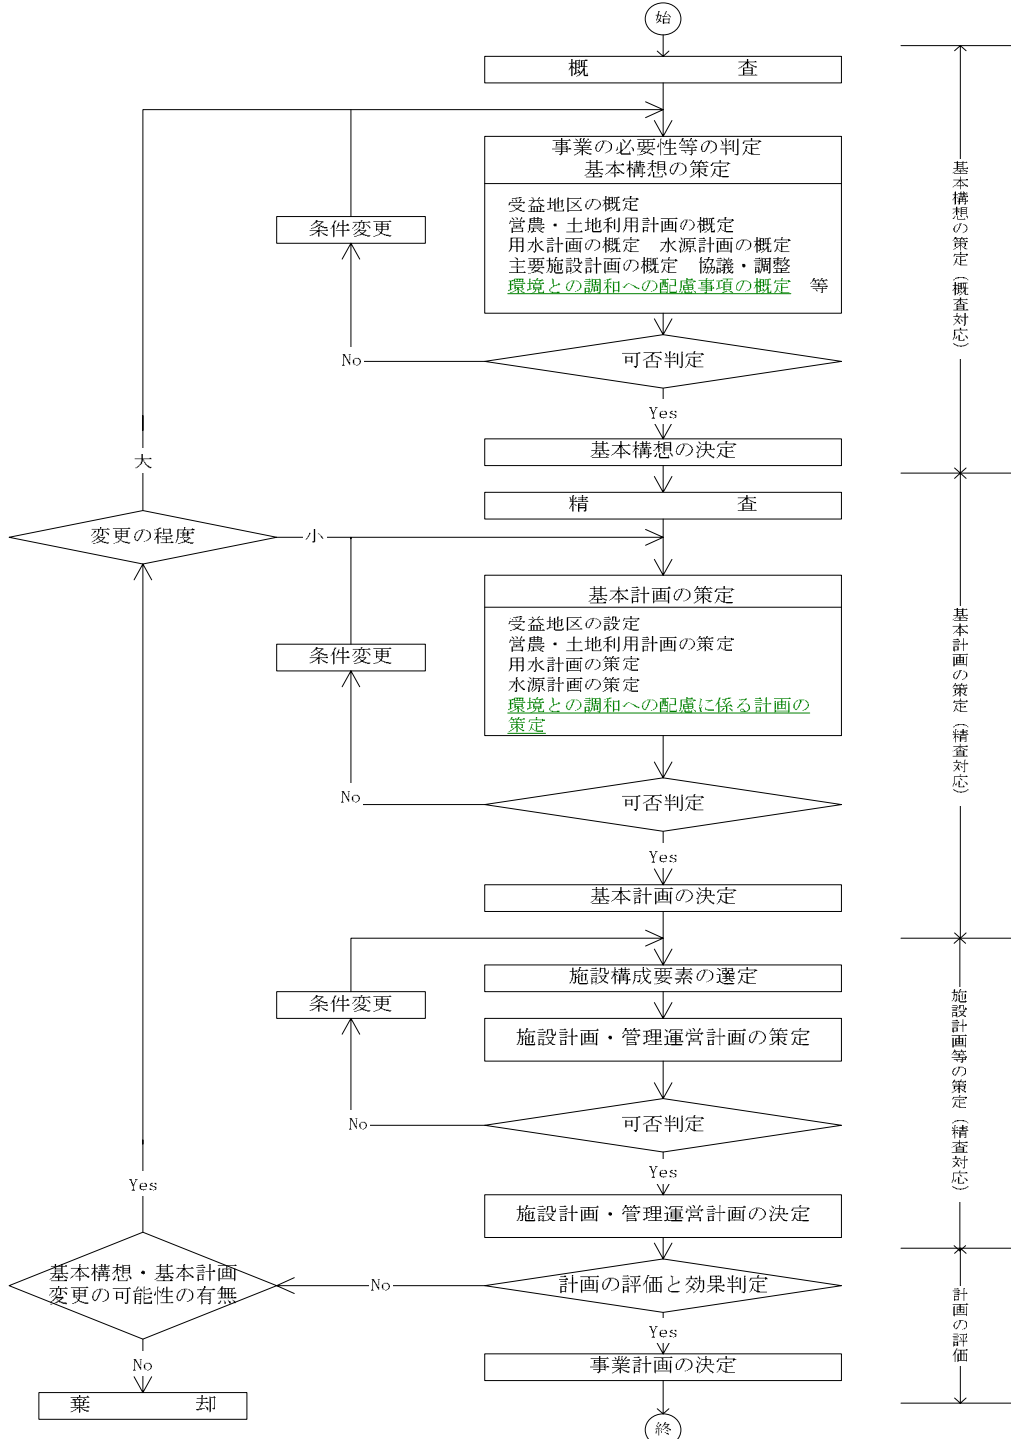 始
概　　　　　　　査
事業の必要性等の判定
基本構想の策定
受益地区の概定
営農・土地利用計画の概定
用水計画の概定　水源計画の概定
主要施設計画の概定　協議・調整
環境との調和への配慮事項の概定　等
条件変更
No
可否判定
Yes
基本構想の決定
基本構想の策定（概査対応）
大
精　　　　　　　査
変更の程度
小
基本計画の策定
受益地区の設定
営農・土地利用計画の策定
用水計画の策定
水源計画の策定
環境との調和への配慮に係る計画の
策定
条件変更
No
可否判定
Yes
基本計画の決定
基本計画の策定（精査対応）
施設構成要素の選定
条件変更
施設計画・管理運営計画の策定
No
可否判定
Yes
施設計画・管理運営計画の決定
施設計画等の策定（精査対応）
Yes
基本構想・基本計画
変更の可能性の有無
No
計画の評価と効果判定
Yes
No
事業計画の決定
計画の評価
棄　　　　　却
終